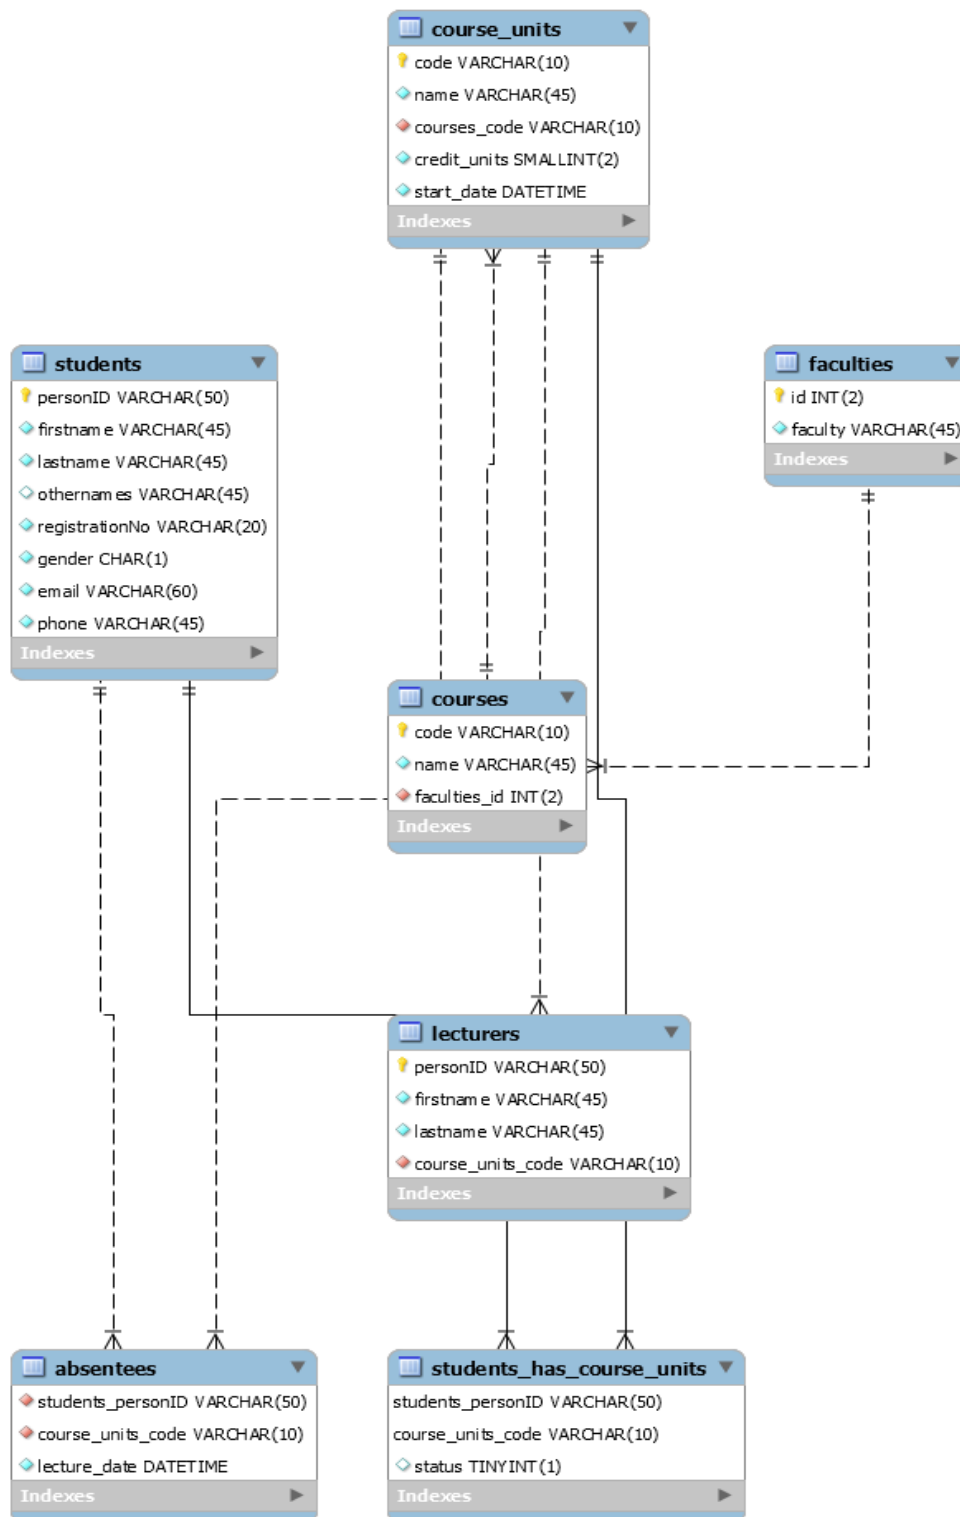 course_units
code VARCHAR(10)
name VARCHAR(45)
courses_code VARCHAR(10)
credit_units SMALLINT(2)
start_date DATETIME
Indexes
students
personID VARCHAR(50)
firstname VARCHAR(45)
lastname VARCHAR(45)
othernames VARCHAR(45)
registrationNo VARCHAR(20)
gender CHAR(1)
email VARCHAR(60)
phone VARCHAR(45)
Indexes
faculties
id INT(2)
faculty VARCHAR(45)
Indexes
courses
code VARCHAR(10)
name VARCHAR(45)
faculties_id INT(2)
Indexes
lecturers
personID VARCHAR(50)
firstname VARCHAR(45)
lastname VARCHAR(45)
course_units_code VARCHAR(10)
Indexes
absentees
students_personID VARCHAR(50)
course_units_code VARCHAR(10)
lecture_date DATETIME
Indexes
students_has_course_units
students_personID VARCHAR(50)
course_units_code VARCHAR(10)
status TINYINT(1)
Indexes